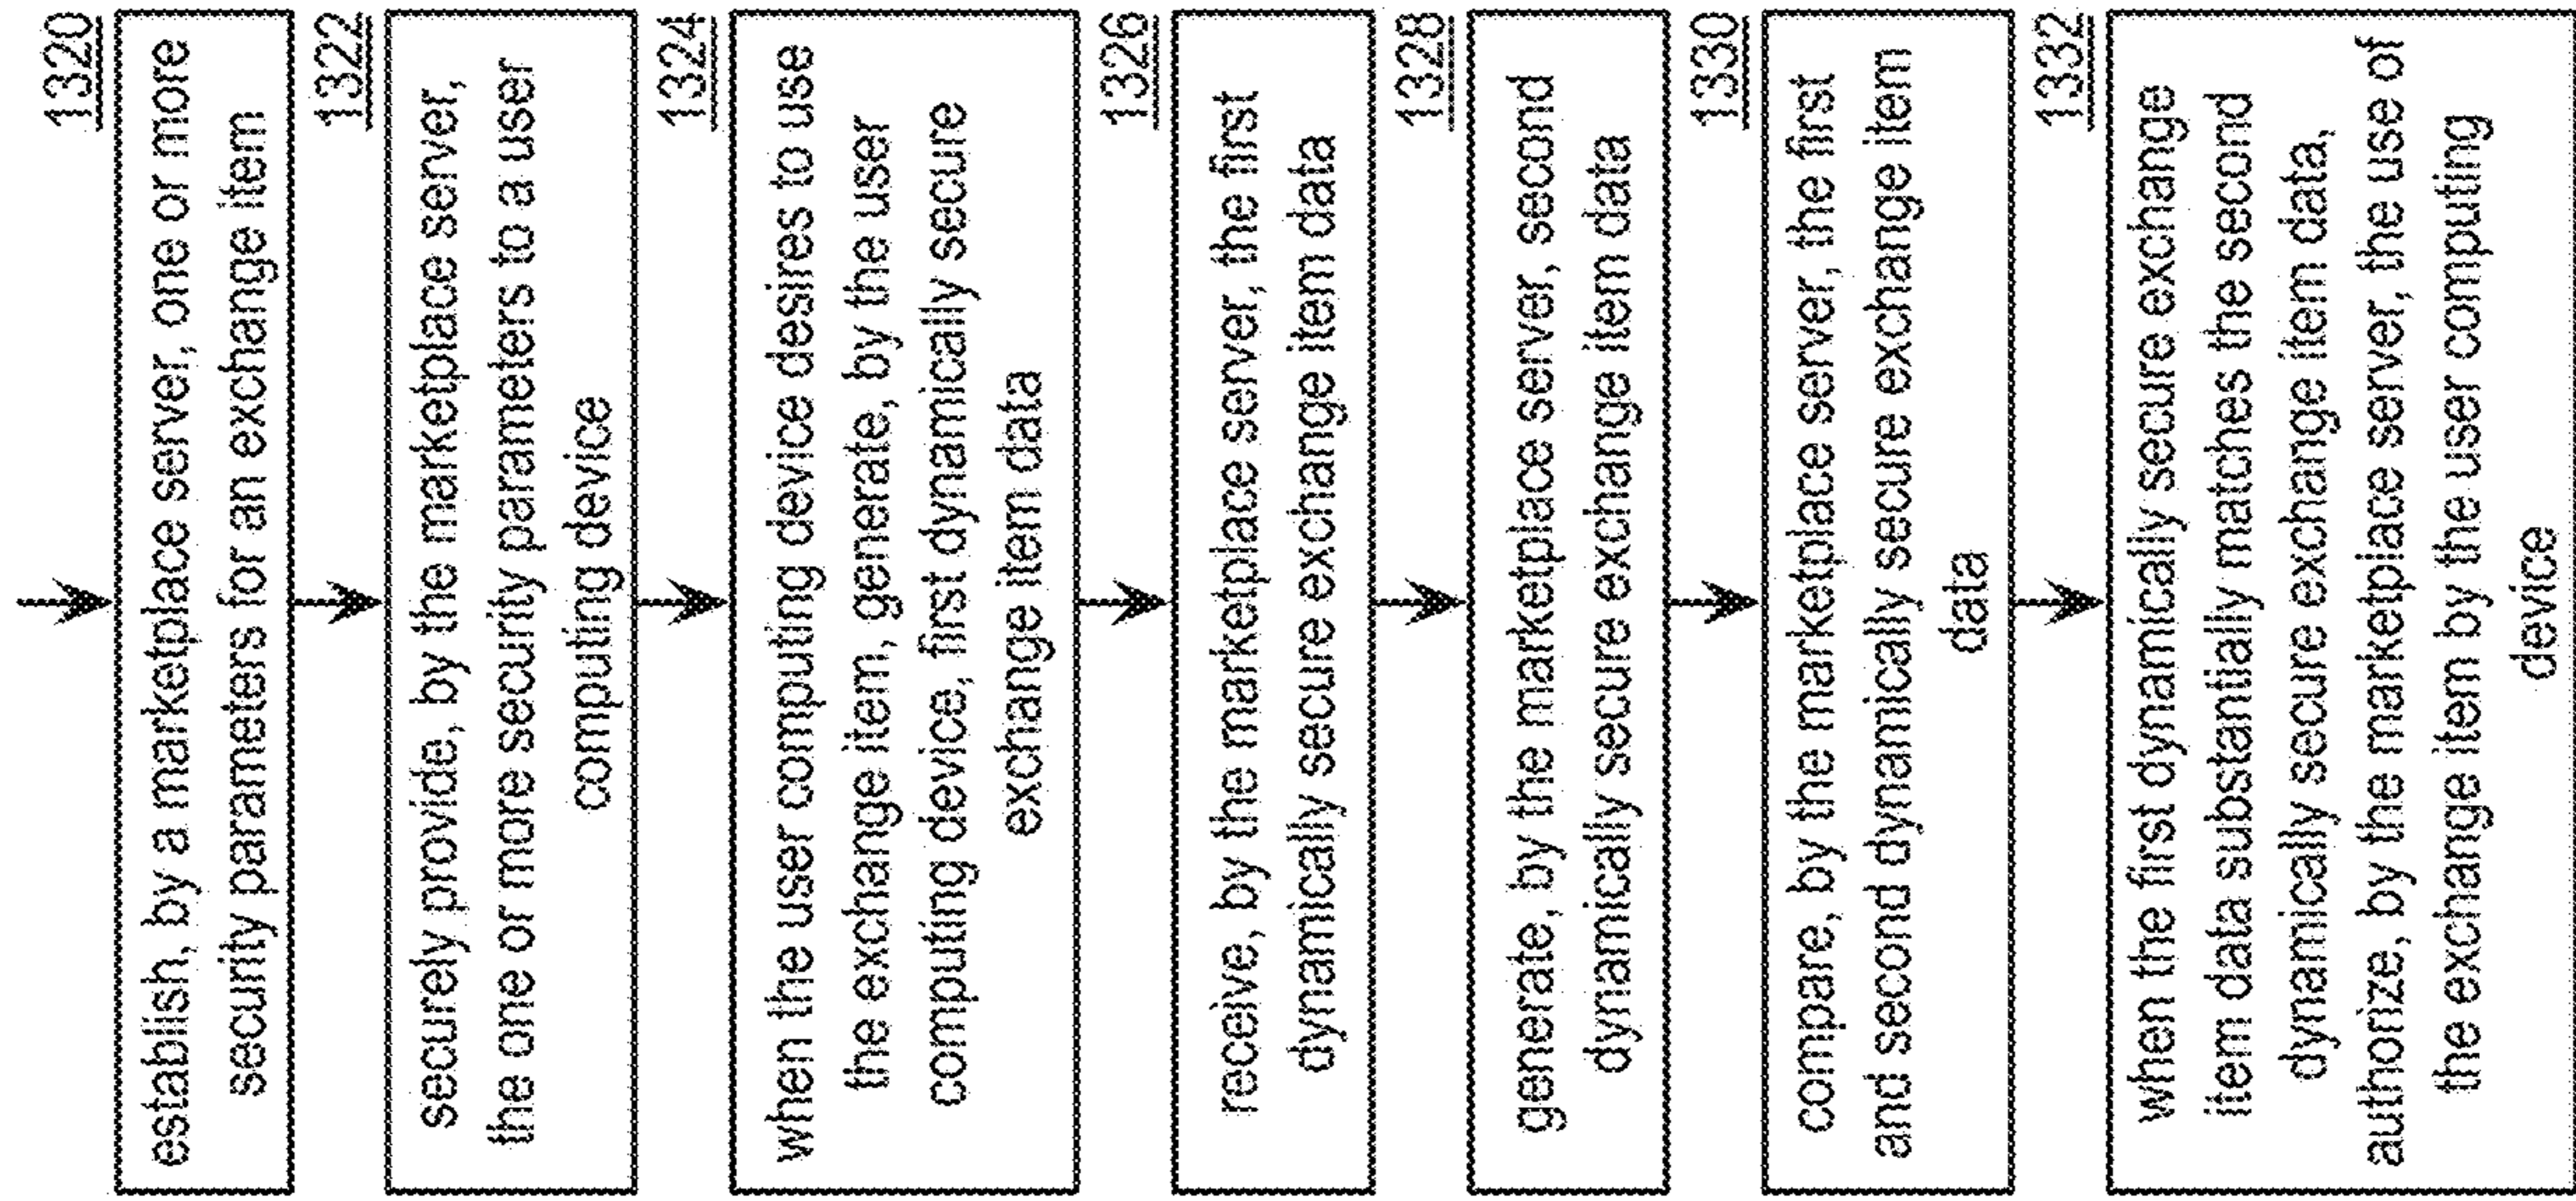 1320
establish, by a marketplace server, one or more
security parameters for an exchange item
1322
securely provide, by the marketplace server,
the one or more security parameters to a user
computing device
1324
when the user computing device desires to use
the exchange item, generate, by the user
computing device, first dynamically secure
exchange item data
1326
receive, by the marketplace server, the first
dynamically secure exchange item data
1328
generate, by the marketplace server, second
dynamically secure exchange item data
1330
compare, by the marketplace server, the first
and second dynamically secure exchange item
data
1332
when the first dynamically secure exchange
item data substantially matches the second
dynamically secure exchange item data,
authorize, by the marketplace server, the use of
the exchange item by the user computing
device